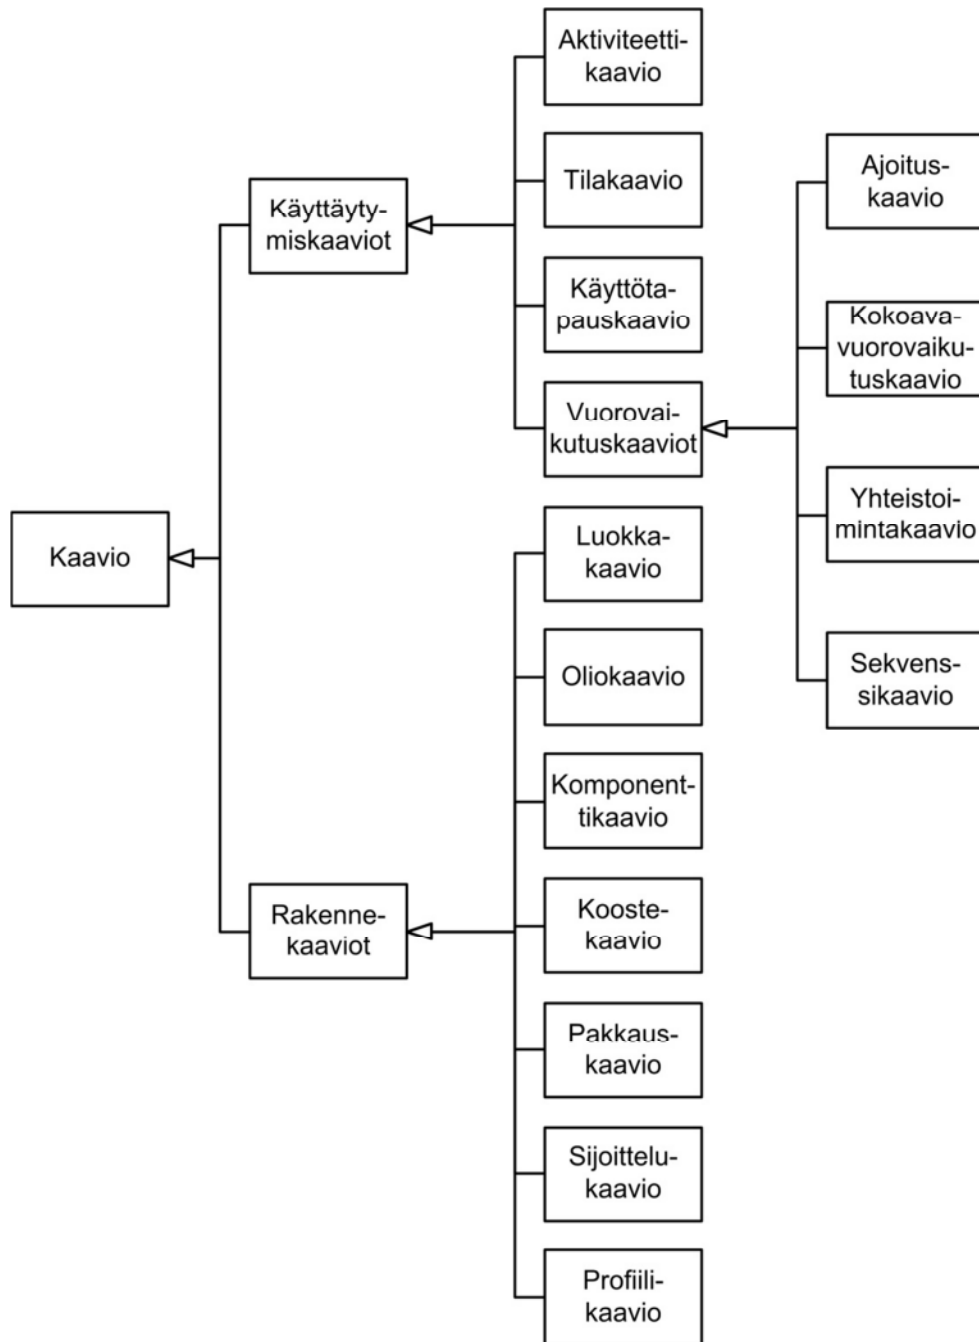 Aktiviteetti-
kaavio
Tilakaavio
Käyttäyty-
miskaaviot
Käyttöta-
pauskaavio
Vuorovai-
kutuskaaviot
Ajoitus-
kaavio
Kokoava-
vuorovaiku-
tuskaavio
Yhteistoi-
mintakaavio
Sekvens-
sikaavio
Kaavio
Luokka-
kaavio
Oliokaavio
Komponent-
tikaavio
Rakenne-
kaaviot
Kooste-
kaavio
Pakkaus-
kaavio
Sijoittelu-
kaavio
Profiili-
kaavio